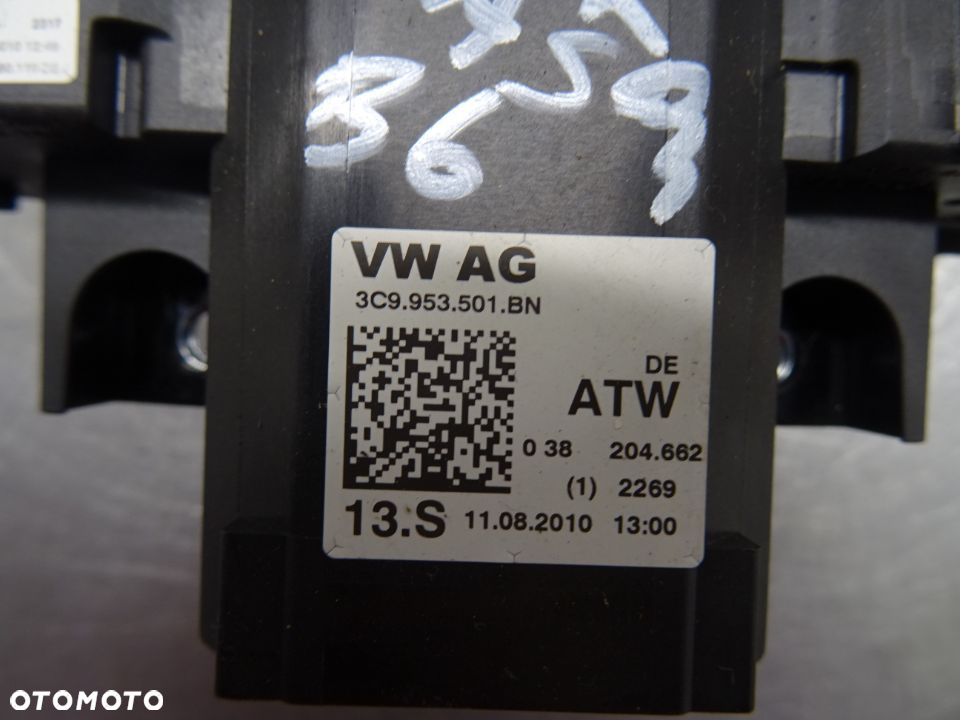 2017
3659
VW AG
3C9.953.501.BN
DE
ATW
0 38 204.662
(1) 2269
13.S 11.08.2010 13:00
OTOMOTO